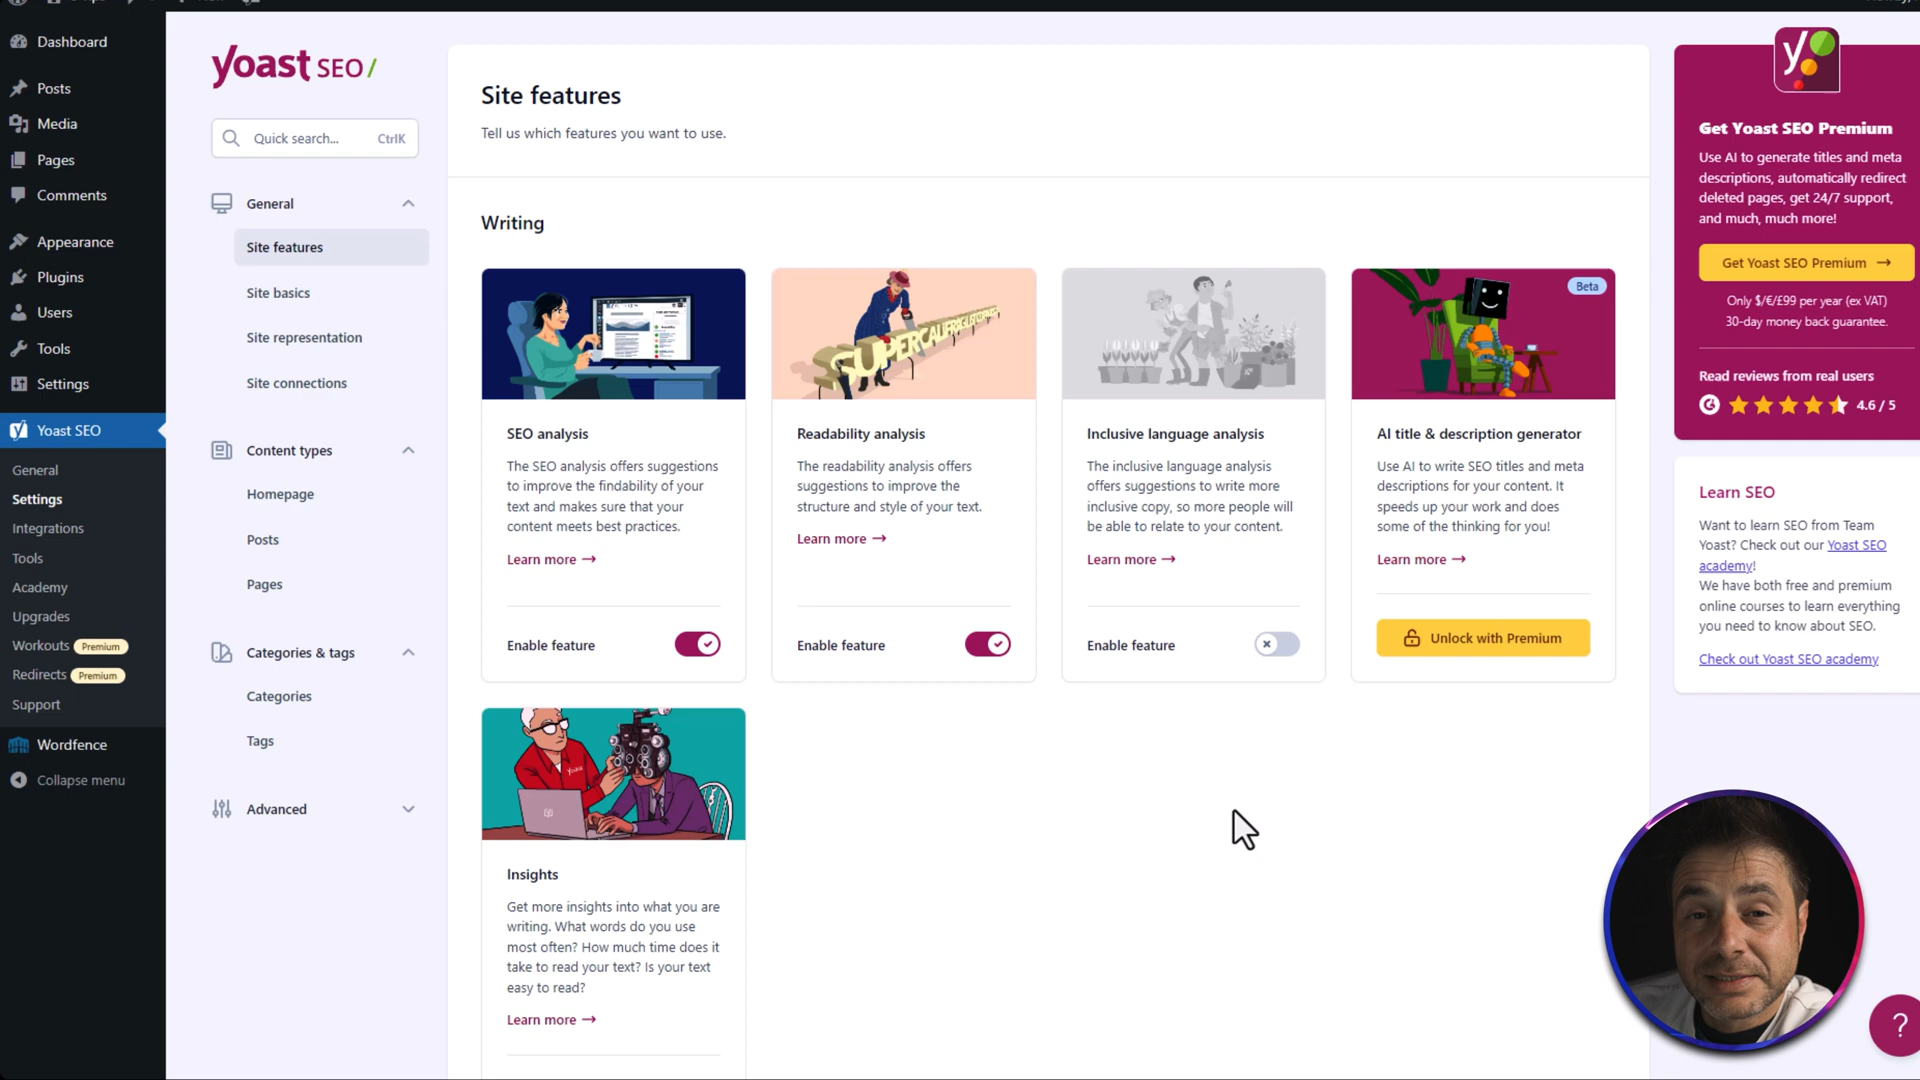 Dashboard
Posts
Media
Pages
Comments
Appearance
Plugins
Users
Tools
Settings
Yoast SEO
General
Settings
Integrations
Tools
Academy
Upgrades
Workouts Premium
Redirects Premium
Support
Wordfence
Collapse menu
yoast SEO /
Quick search... CtrlK
General
Site features
Site basics
Site representation
Site connections
Content types
Homepage
Posts
Pages
Categories & tags
Categories
Tags
Advanced
Site features
Tell us which features you want to use.
Writing
SEO analysis
The SEO analysis offers suggestions
to improve the findability of your
text and makes sure that your
content meets best practices.
Learn more →
Enable feature
SUPERCALIFRAGILISTICEXPIALI
Readability analysis
The readability analysis offers
suggestions to improve the
structure and style of your text.
Learn more →
Enable feature
Inclusive language analysis
The inclusive language analysis
offers suggestions to write more
inclusive copy, so more people will
be able to relate to your content.
Learn more →
Enable feature
Beta
AI title & description generator
Use AI to write SEO titles and meta
descriptions for your content. It
speeds up your work and does
some of the thinking for you!
Learn more →
Unlock with Premium
Insights
Get more insights into what you are
writing. What words do you use
most often? How much time does it
take to read your text? Is your text
easy to read?
Learn more →
Get Yoast SEO Premium
Use AI to generate titles and meta
descriptions, automatically redirect
deleted pages, get 24/7 support,
and much, much more!
Get Yoast SEO Premium →
Only $/€/£99 per year (ex VAT)
30-day money back guarantee.
Read reviews from real users
4.6 / 5
Learn SEO
Want to learn SEO from Team
Yoast? Check out our Yoast SEO
academy!
We have both free and premium
online courses to learn everything
you need to know about SEO.
Check out Yoast SEO academy
?